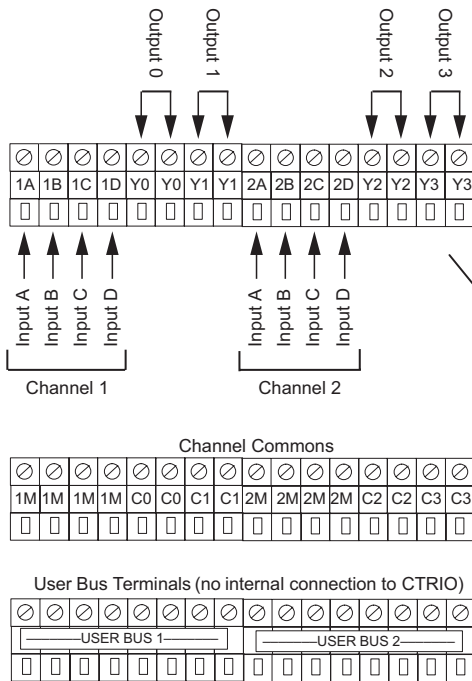 Output 0
Output 1
Output 2
Output 3
1A 1B 1C 1D Y0 Y0 Y1 Y1 2A 2B 2C 2D Y2 Y2 Y3 Y3
Input A
Input B
Input C
Input D
Input A
Input B
Input C
Input D
Channel 1
Channel 2
Channel Commons
1M 1M 1M 1M C0 C0 C1 C1 2M 2M 2M 2M C2 C2 C3 C3
User Bus Terminals (no internal connection to CTRIO)
USER BUS 1
USER BUS 2